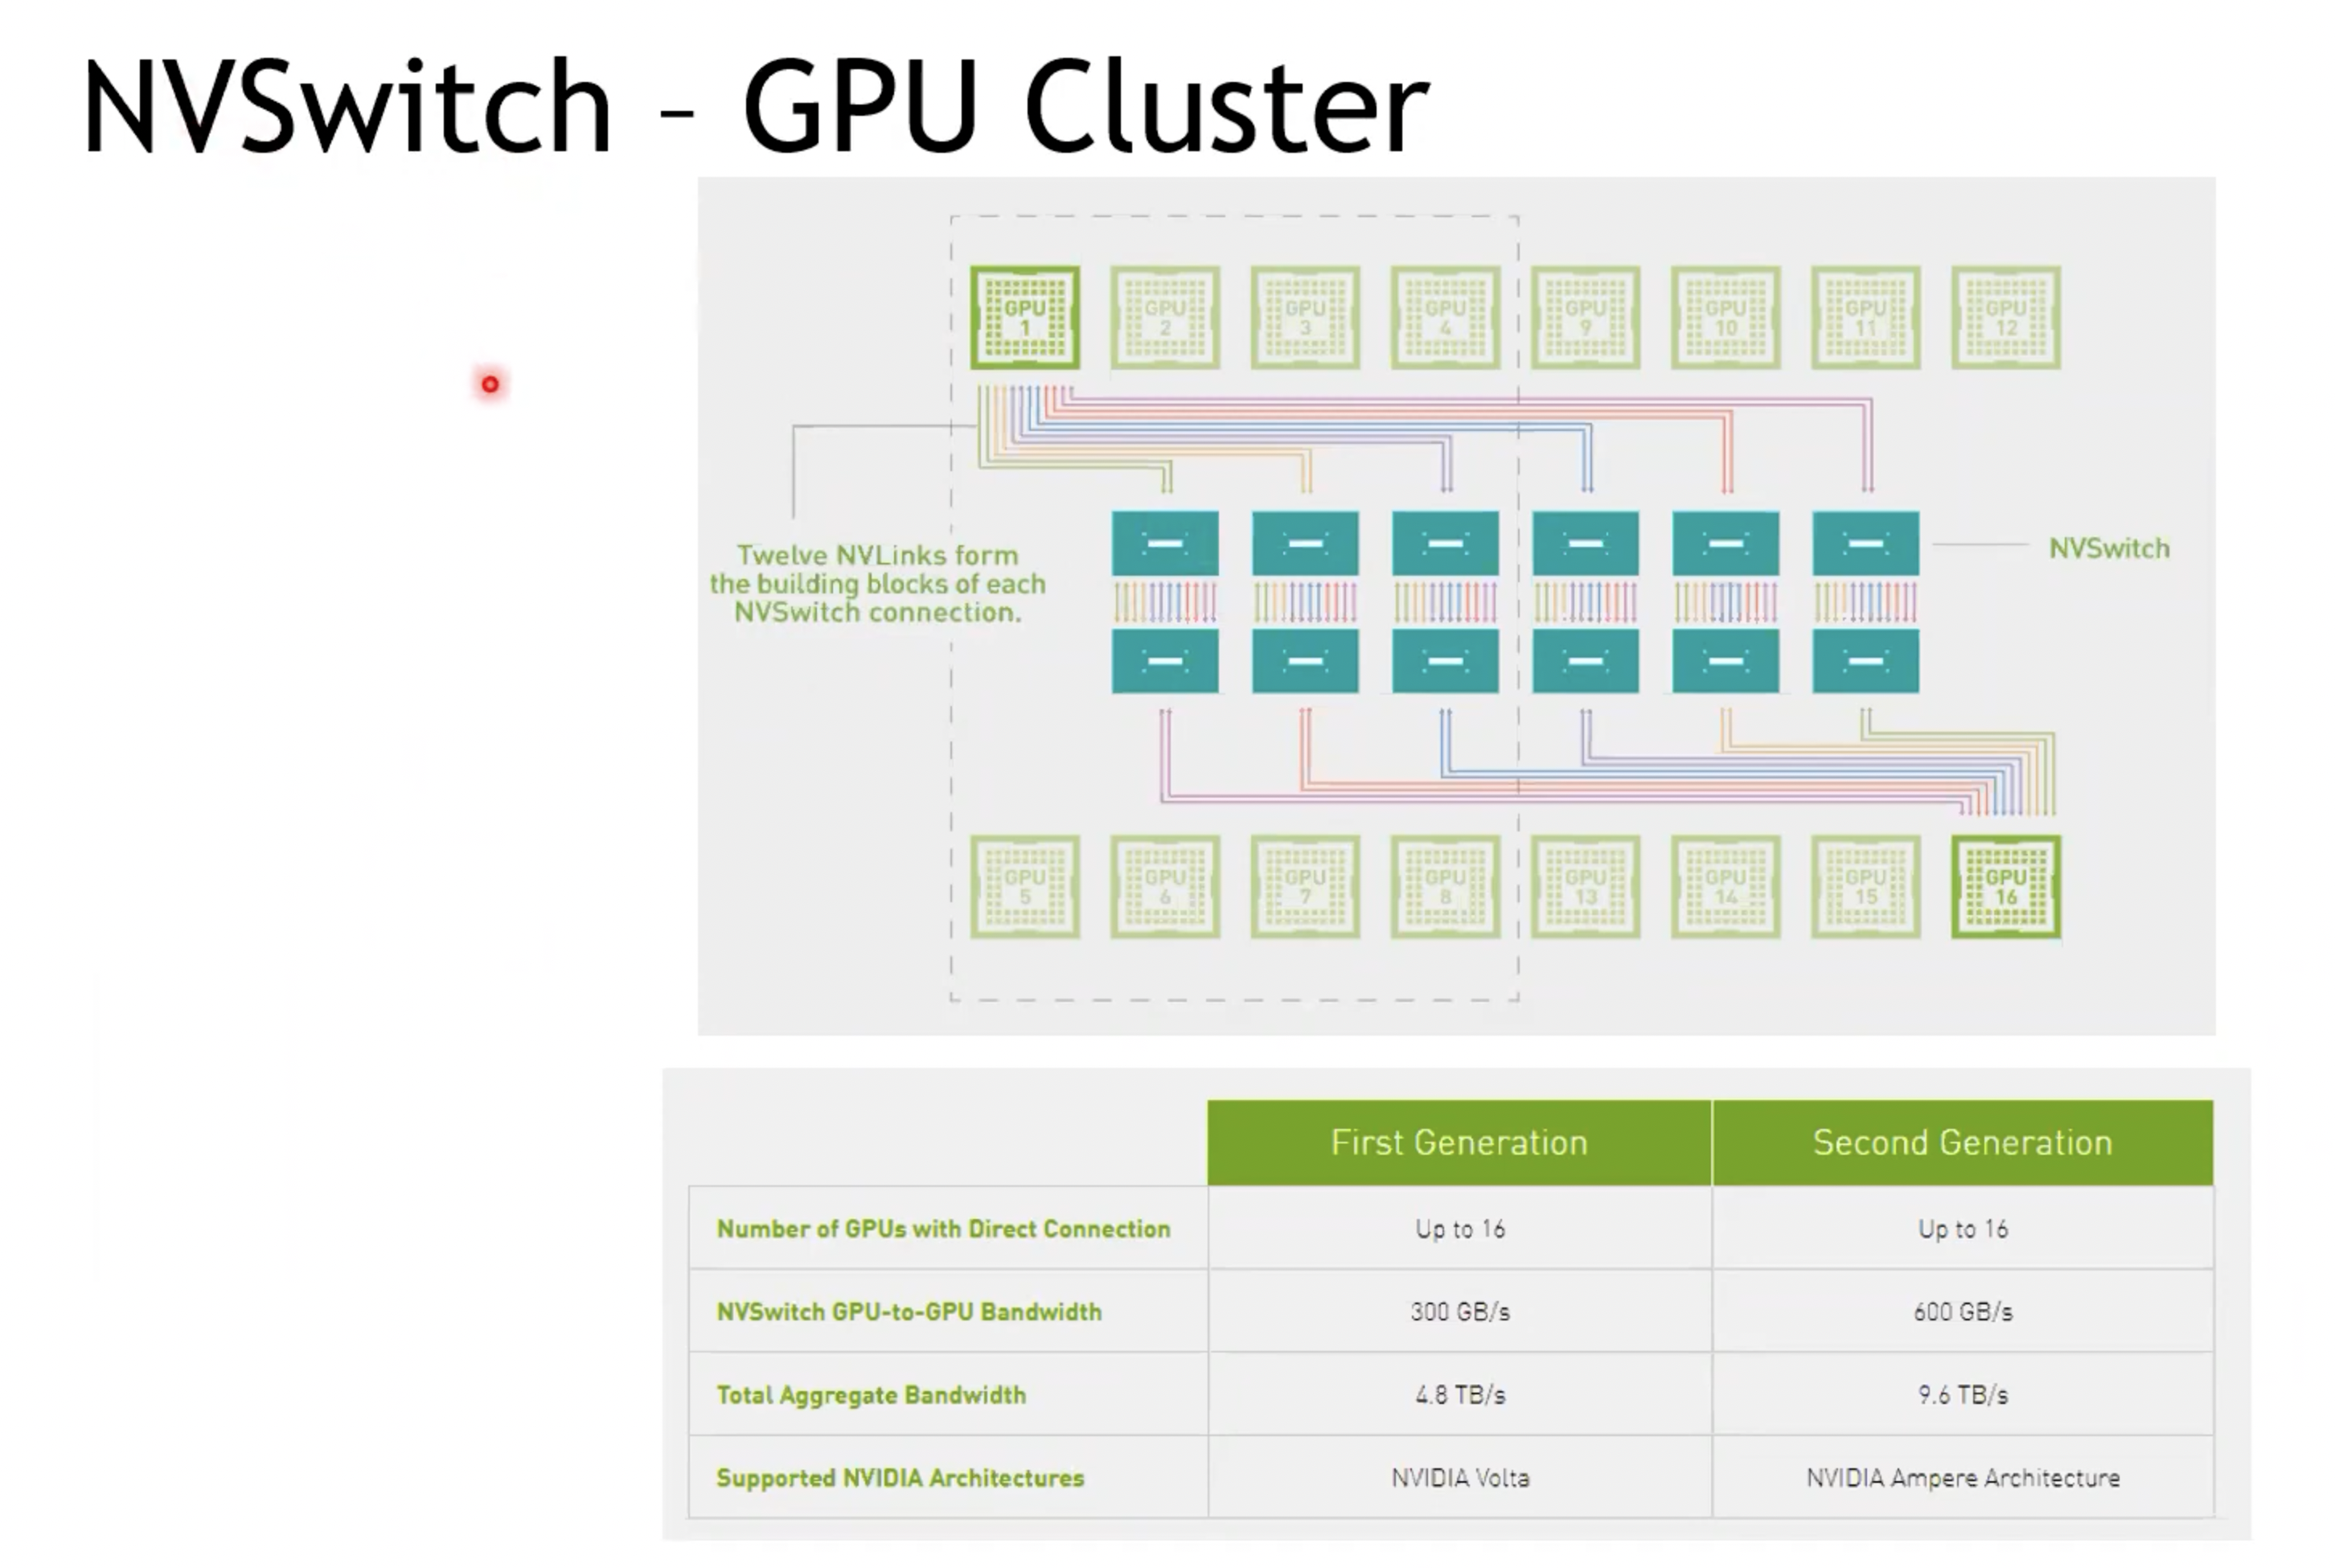 NVSwitch - GPU Cluster
GPU 1
GPU 2
GPU 3
GPU 4
GPU 9
GPU 10
GPU 11
GPU 12
Twelve NVLinks form
the building blocks of each
NVSwitch connection.
NVSwitch
GPU 5
GPU 6
GPU 7
GPU 8
GPU 13
GPU 14
GPU 15
GPU 16
First Generation Second Generation
Number of GPUs with Direct Connection Up to 16 Up to 16
NVSwitch GPU-to-GPU Bandwidth 300 GB/s 600 GB/s
Total Aggregate Bandwidth 4.8 TB/s 9.6 TB/s
Supported NVIDIA Architectures NVIDIA Volta NVIDIA Ampere Architecture